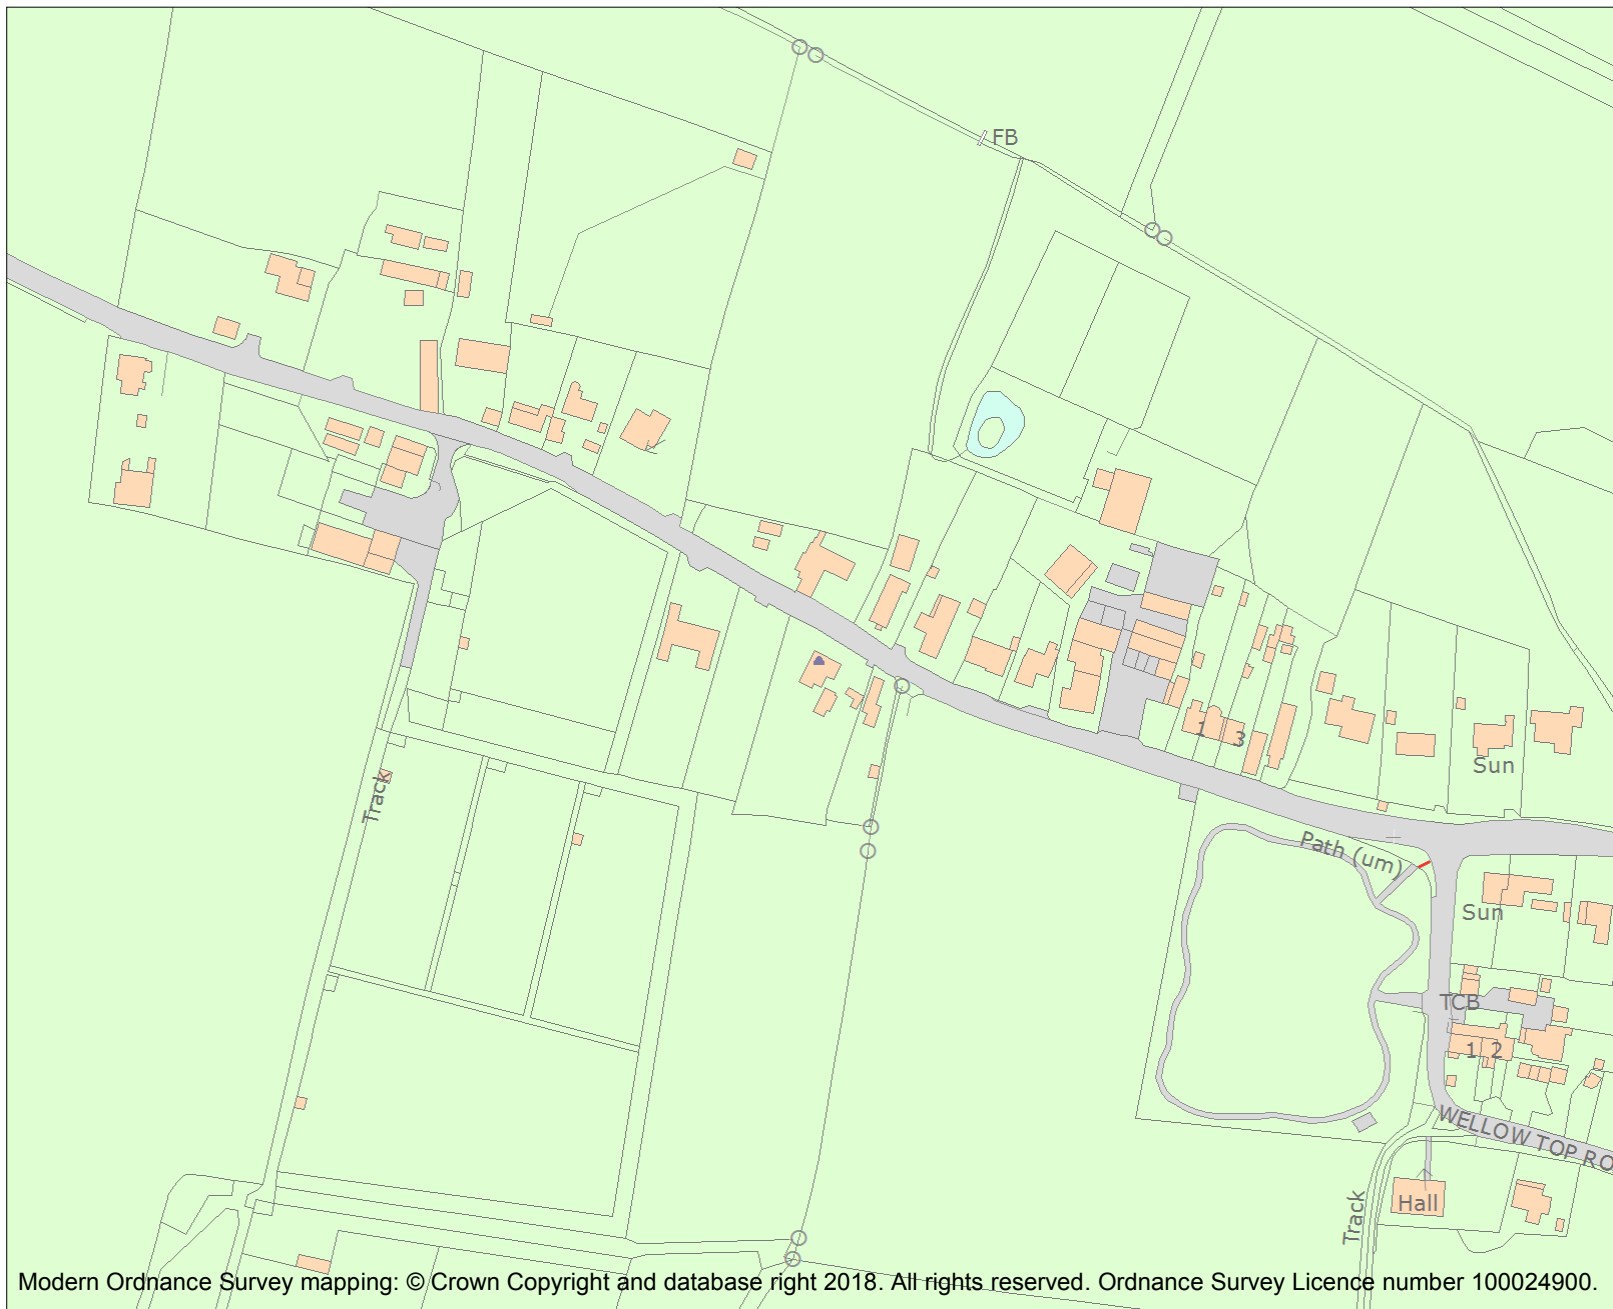 FB
1
3
Sun
Track
Path (um)
Sun
TCB
1 2
WELLOW TOP RO
Track
Hall
Modern Ordnance Survey mapping: © Crown Copyright and database right 2018. All rights reserved. Ordnance Survey Licence number 100024900.